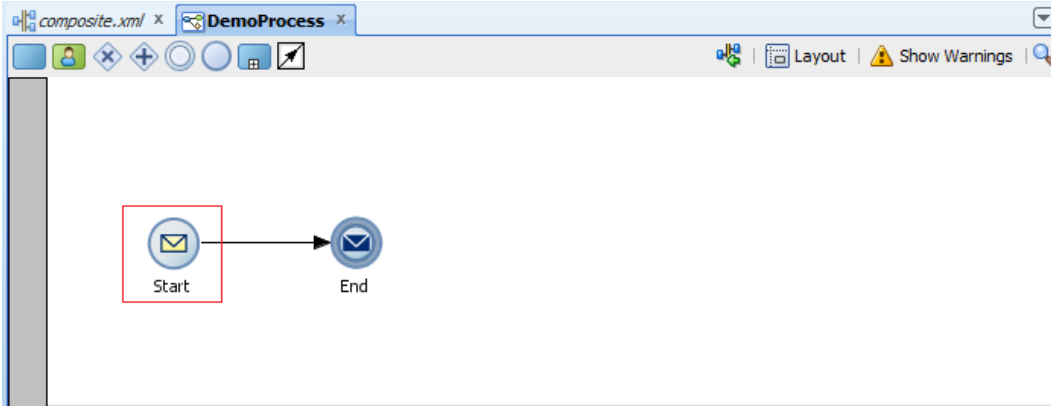 composite.xml x DemoProcess x
Layout Show Warnings
Start End